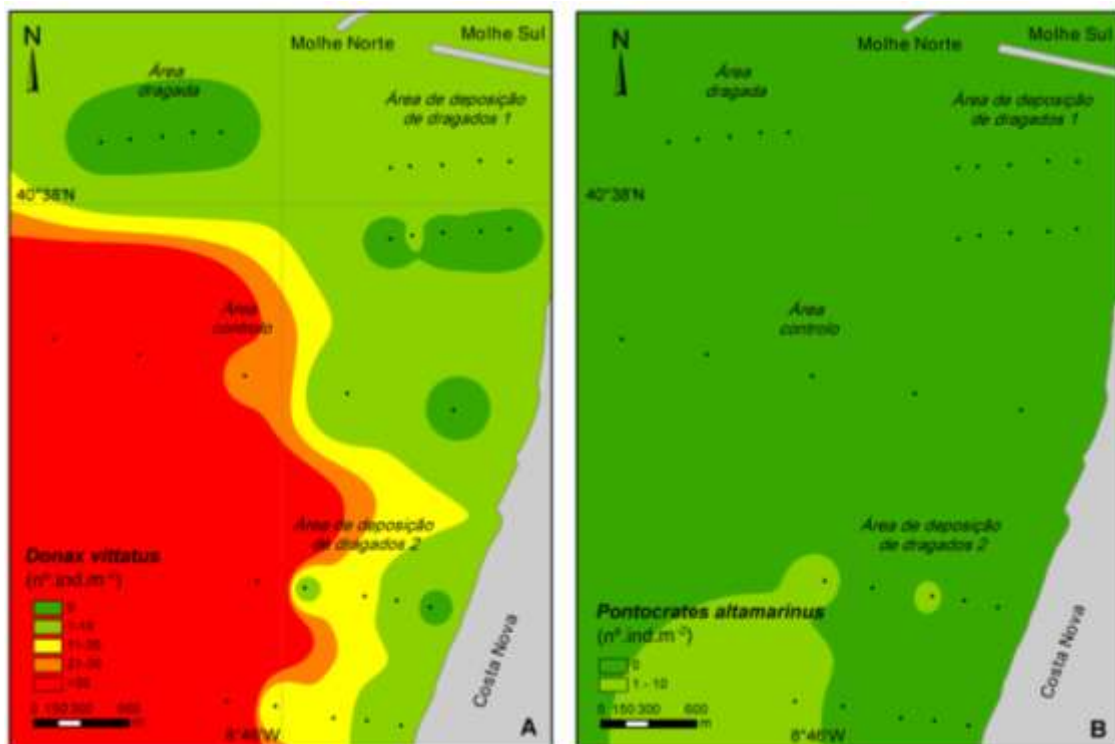 N
Molhe Norte
Molhe Sul
Área
dragada
Área de deposição
de dragados 1
40°38'N
Área
controlo
Área de deposição
de dragados 2
Donax vittatus
(nº.ind.m⁻²)
0
1-10
11-20
21-30
>30
0 150 300 600
m
8°46'W
Costa Nova
A
N
Molhe Norte
Molhe Sul
Área
dragada
Área de deposição
de dragados 1
40°38'N
Área
controlo
Área de deposição
de dragados 2
Pontocrates altamarinus
(nº.ind.m⁻²)
0
1 - 10
0 150 300 600
m
8°46'W
Costa Nova
B